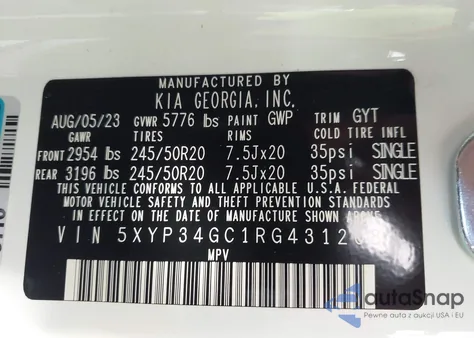 MANUFACTURED BY
KIA GEORGIA, INC.
AUG/05/23 GVWR 5776 lbs PAINT GWP TRIM GYT
GAWR TIRES RIMS COLD TIRE INFL
FRONT 2954 lbs 245/50R20 7.5Jx20 35psi SINGLE
REAR 3196 lbs 245/50R20 7.5Jx20 35psi SINGLE
THIS VEHICLE CONFORMS TO ALL APPLICABLE U.S.A. FEDERAL
MOTOR VEHICLE SAFETY, BUMPER, AND THEFT
PREVENTION STANDARDS IN EFFECT ON THE DATE OF
MANUFACTURE SHOWN ABOVE.
VIN
MPV
autaSnap
Pewne auta z aukcji USA i EU